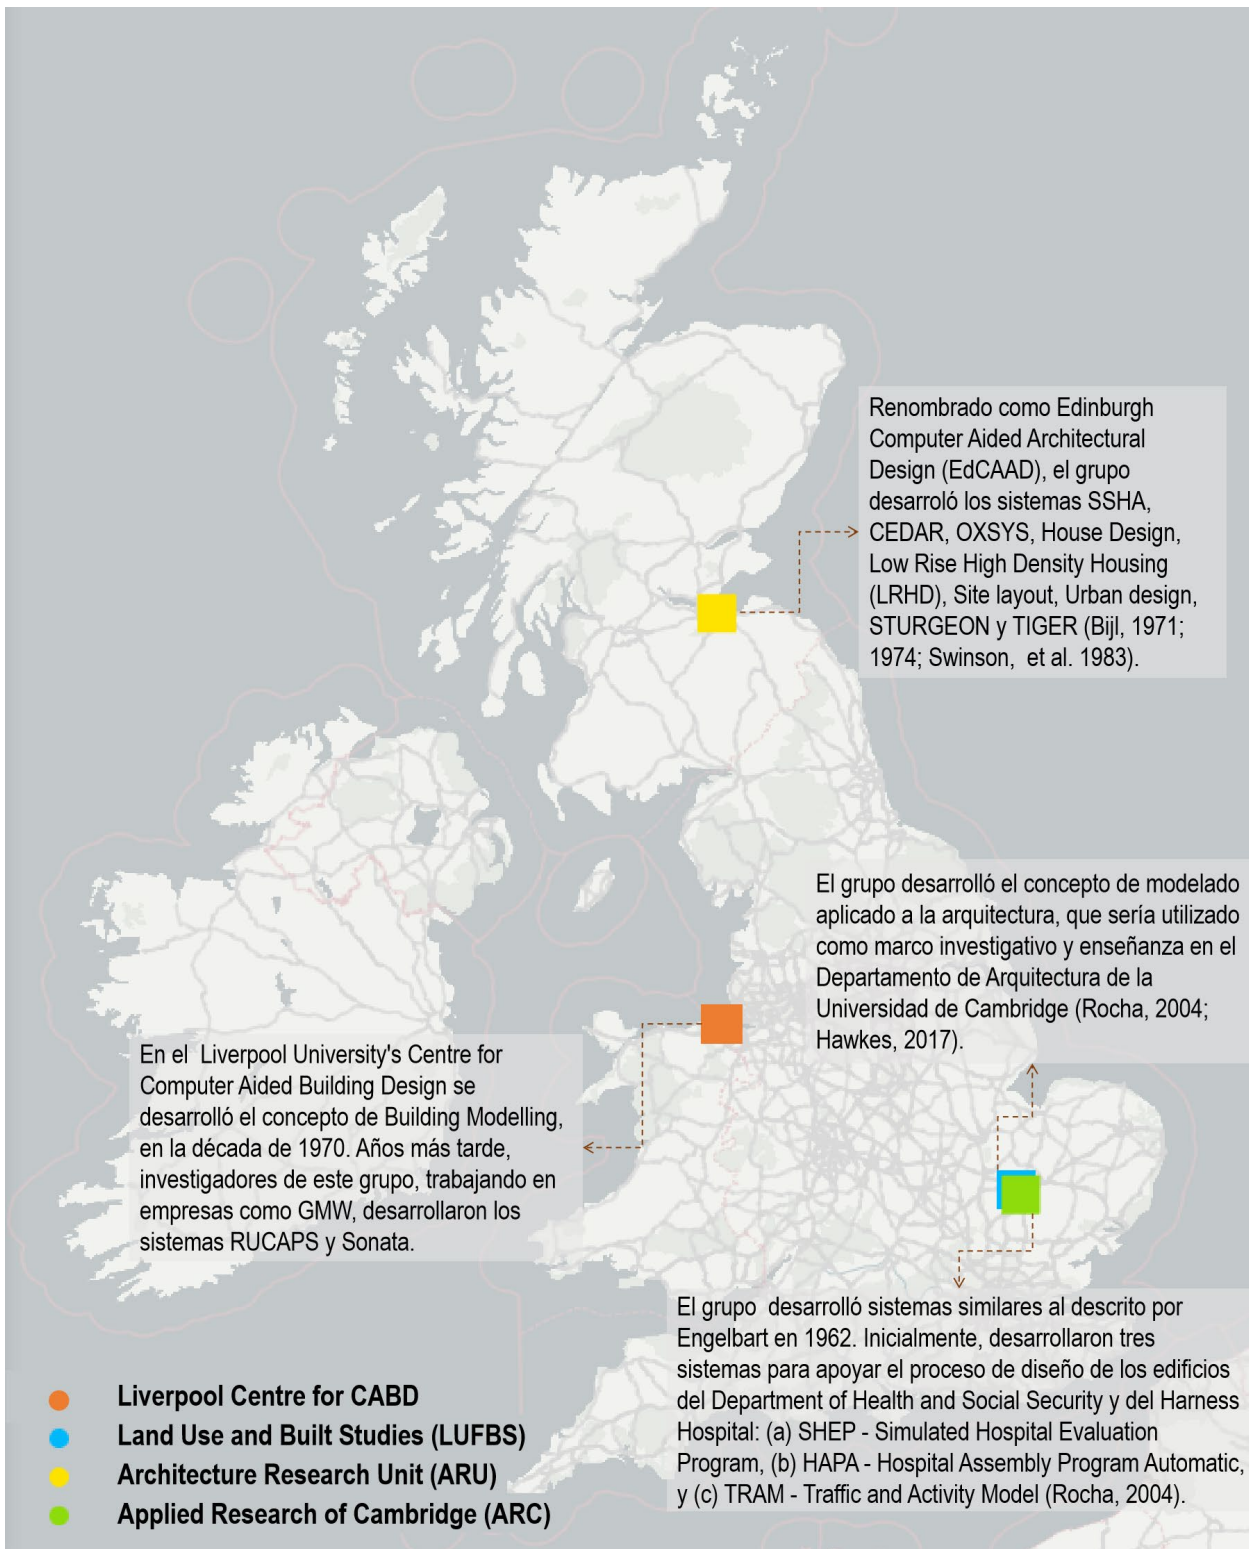 Renombrado como Edinburgh
Computer Aided Architectural
Design (EdCAAD), el grupo
desarroló los sistemas SSHA,
CEDAR, OXSYS, House Design,
Low Rise High Density Housing
(LRHD), Site layout, Urban design,
STURGEON y TIGER (Bijl, 1971;
1974; Swinson, et al. 1983).
El grupo desarrolló el concepto de modelado
aplicado a la arquitectura, que sería utilizado
como marco investigativo y enseñanza en el
Departamento de Arquitectura de la
Universidad de Cambridge (Rocha, 2004;
Hawkes, 2017).
En el Liverpool University's Centre for
Computer Aided Building Design se
desarrolló el concepto de Building Modelling,
en la década de 1970. Años más tarde,
investigadores de este grupo, trabajando en
empresas como GMW, desarrollaron los
sistemas RUCAPS y Sonata.
El grupo desarrolló sistemas similares al descrito por
Engelbart en 1962. Inicialmente, desarrollaron tres
sistemas para apoyar el proceso de diseño de los edificios
del Department of Health and Social Security y del Harness
Hospital: (a) SHEP - Simulated Hospital Evaluation
Program, (b) HAPA - Hospital Assembly Program Automatic,
y (c) TRAM - Traffic and Activity Model (Rocha, 2004).
Liverpool Centre for CABD
Land Use and Built Studies (LUFBS)
Architecture Research Unit (ARU)
Applied Research of Cambridge (ARC)